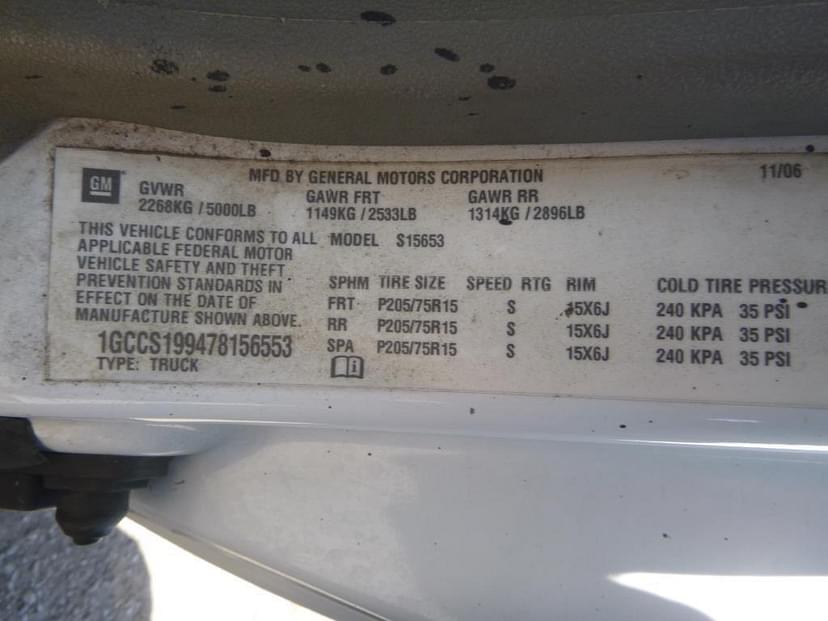 MFD BY GENERAL MOTORS CORPORATION 11/06
GM
GVWR GAWR FRT GAWR RR
2268KG / 5000LB 1149KG / 2533LB 1314KG / 2896LB
THIS VEHICLE CONFORMS TO ALL
APPLICABLE FEDERAL MOTOR
VEHICLE SAFETY AND THEFT
PREVENTION STANDARDS IN
EFFECT ON THE DATE OF
MANUFACTURE SHOWN ABOVE.
1GCCS199478156553
TYPE: TRUCK
MODEL S15653
SPHM TIRE SIZE SPEED RTG RIM COLD TIRE PRESSUR
FRT P205/75R15 S 15X6J 240 KPA 35 PSI
RR P205/75R15 S 15X6J 240 KPA 35 PSI
SPA P205/75R15 S 15X6J 240 KPA 35 PSI